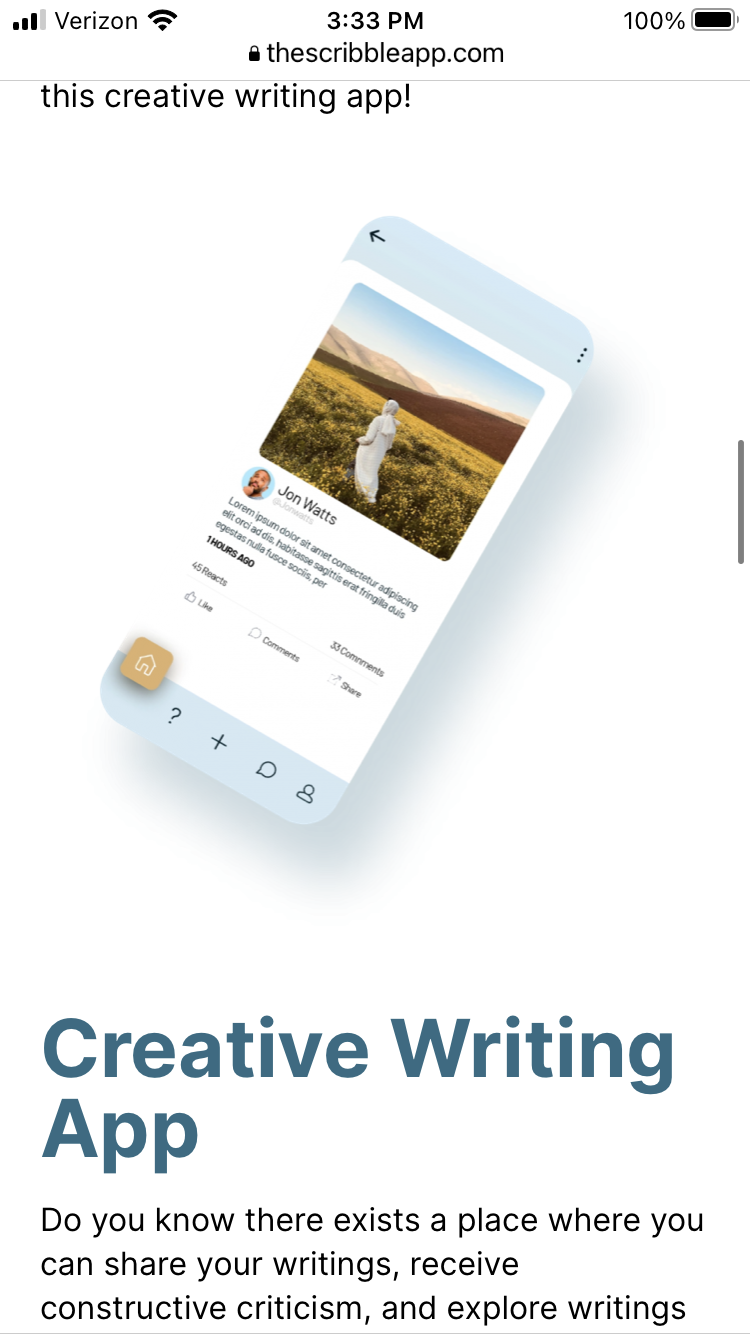 Verizon 3:33 PM 100%
thescribbleapp.com
this creative writing app!
Jon Watts
@Jonwatts
Lorem ipsum dolor sit amet consectetur adipiscing
elit orci ad dis, habitasse sagittis erat fringilla duis
egestas nulla fusce sociis, per
1 HOURS AGO
45 Reacts 33 Comnments
Like Comments Share
?
Creative Writing
App
Do you know there exists a place where you
can share your writings, receive
constructive criticism, and explore writings